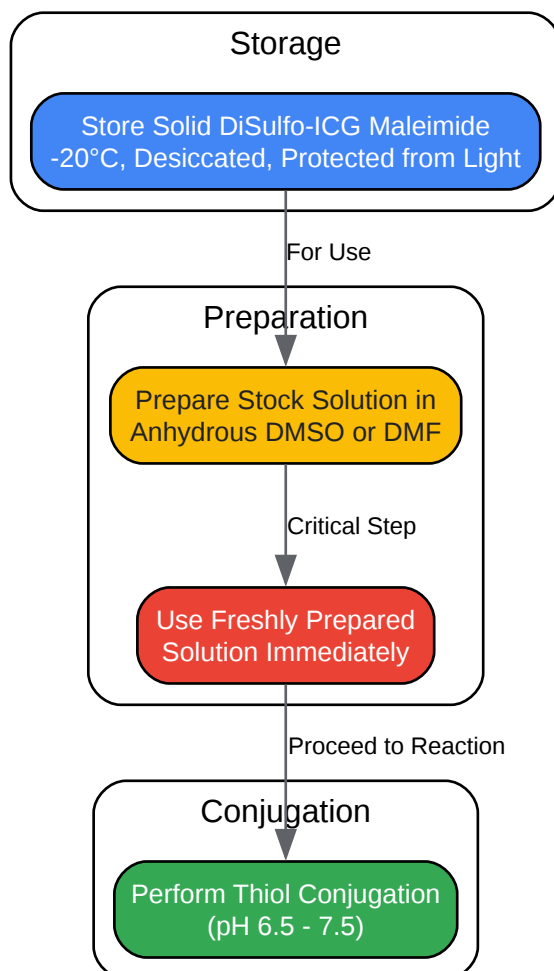 Storage
Store Solid DiSulfo-ICG Maleimide
-20°C, Desiccated, Protected from Light
For Use
Preparation
Prepare Stock Solution in
Anhydrous DMSO or DMF
Critical Step
Use Freshly Prepared
Solution Immediately
Proceed to Reaction
Conjugation
Perform Thiol Conjugation
(pH 6.5 - 7.5)